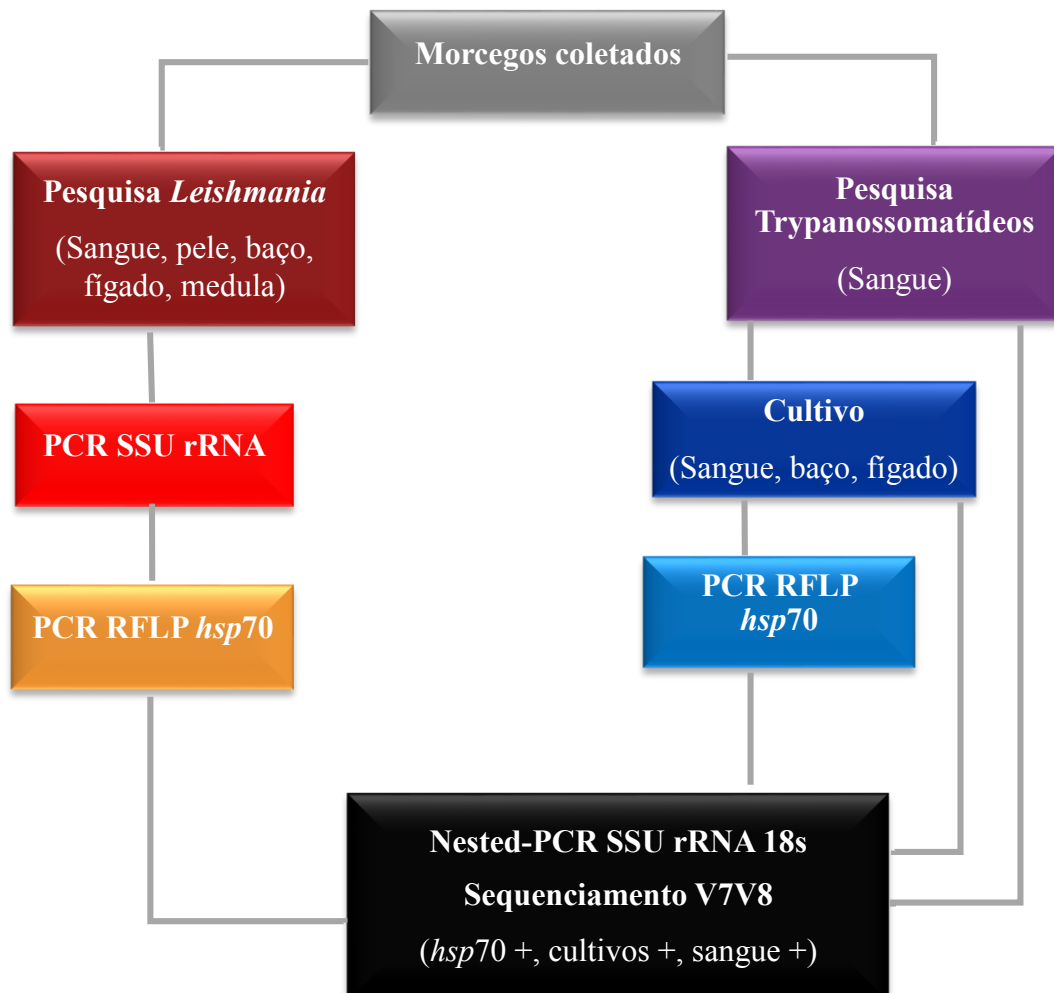 Morcegos coletados
Pesquisa Leishmania
(Sangue, pele, baço,
fígado, medula)
Pesquisa
Trypanossomatídeos
(Sangue)
PCR SSU rRNA
Cultivo
(Sangue, baço, fígado)
PCR RFLP hsp70
PCR RFLP
hsp70
Nested-PCR SSU rRNA 18s
Sequenciamento V7V8
(hsp70 +, cultivos +, sangue +)